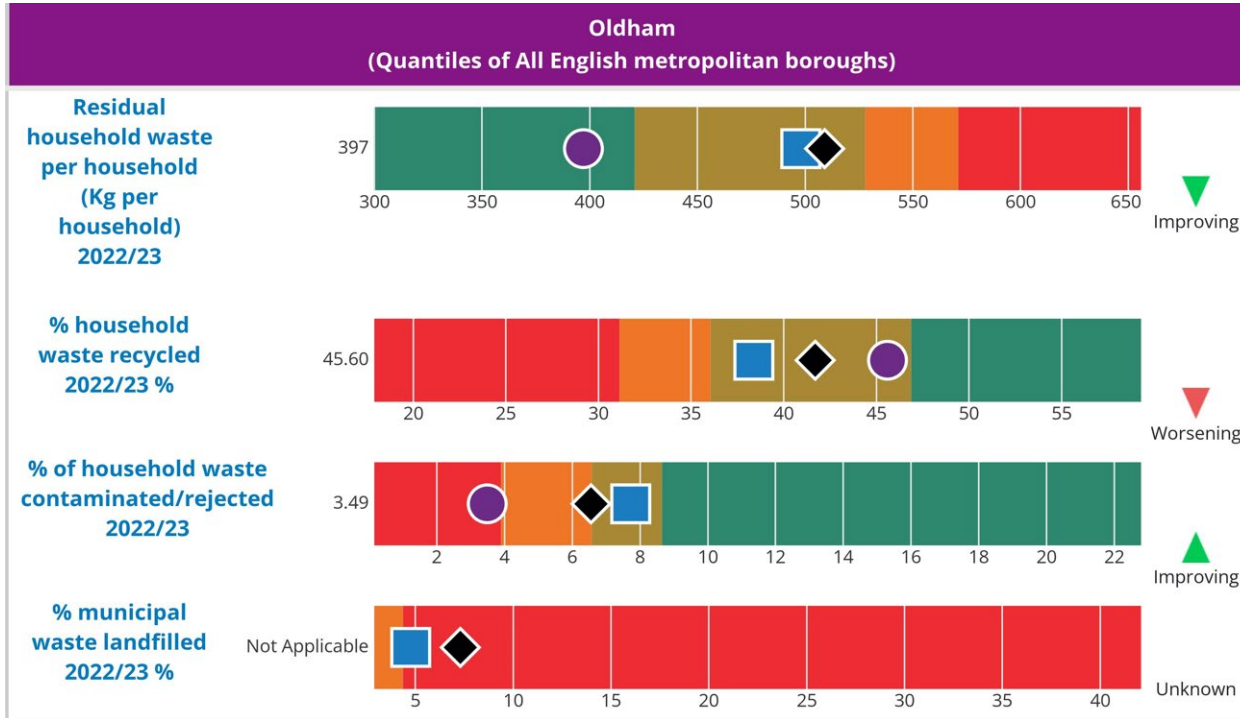 Oldham
(Quantiles of All English metropolitan boroughs)
Residual
household waste
per household
(Kg per
household)
2022/23
397
300 350 400 450 500 550 600 650
Improving
% household
waste recycled
2022/23 %
45.60
20 25 30 35 40 45 50 55
Worsening
% of household waste
contaminated/rejected
2022/23
3.49
2 4 6 8 10 12 14 16 18 20 22
Improving
% municipal
waste landfilled
2022/23 %
Not Applicable
5 10 15 20 25 30 35 40
Unknown